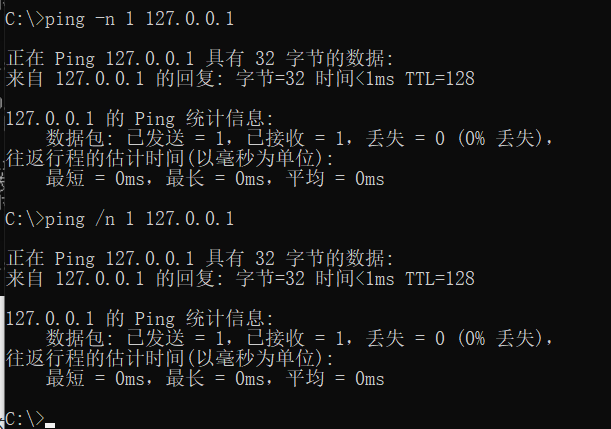 C:\>ping -n 1 127.0.0.1
正在 Ping 127.0.0.1 具有 32 字节的数据:
来自 127.0.0.1 的回复: 字节=32 时间<1ms TTL=128
127.0.0.1 的 Ping 统计信息:
数据包: 已发送 = 1，已接收 = 1，丢失 = 0 (0% 丢失)，
往返行程的估计时间(以毫秒为单位):
最短 = 0ms，最长 = 0ms，平均 = 0ms
C:\>ping /n 1 127.0.0.1
正在 Ping 127.0.0.1 具有 32 字节的数据:
来自 127.0.0.1 的回复: 字节=32 时间<1ms TTL=128
127.0.0.1 的 Ping 统计信息:
数据包: 已发送 = 1，已接收 = 1，丢失 = 0 (0% 丢失)，
往返行程的估计时间(以毫秒为单位):
最短 = 0ms，最长 = 0ms，平均 = 0ms
C:\>